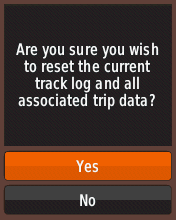 Are you sure you wish
to reset the current
track log and all
associated trip data?
Yes
No